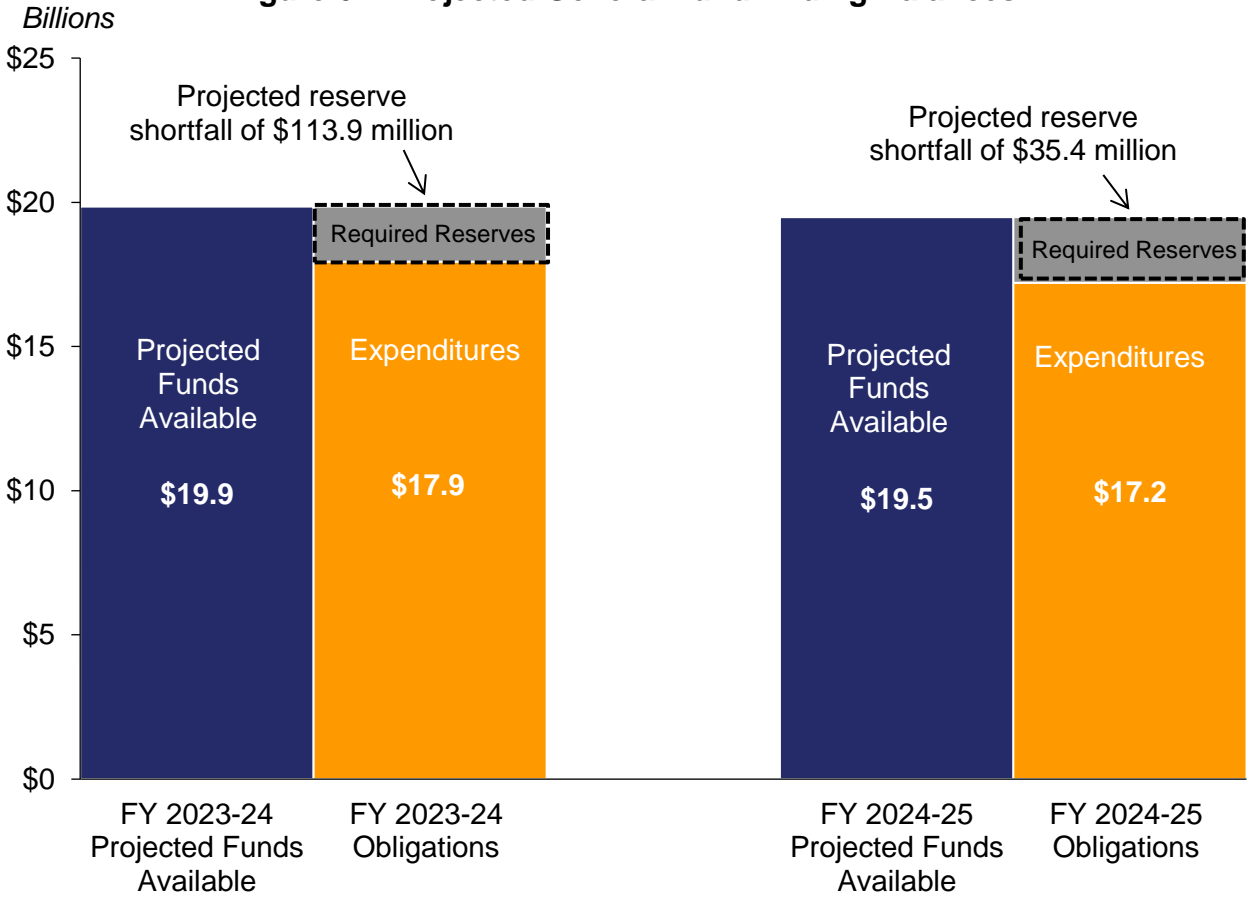 Billions
$25
$20
$15
$10
$5
$0
Projected reserve
shortfall of $113.9 million
Projected reserve
shortfall of $35.4 million
Required Reserves
Required Reserves
Projected
Funds
Available
$19.9
Expenditures
$17.9
Projected
Funds
Available
$19.5
Expenditures
$17.2
FY 2023-24
Projected Funds
Available
FY 2023-24
Obligations
FY 2024-25
Projected Funds
Available
FY 2024-25
Obligations